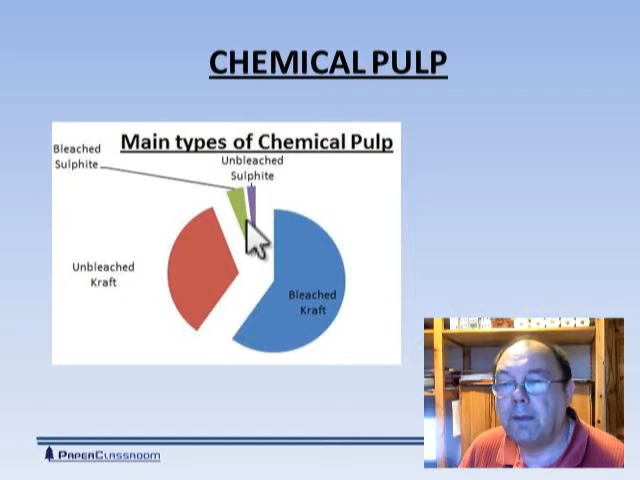 CHEMICAL PULP
Main types of Chemical Pulp
Bleached
Sulphite
Unbleached
Sulphite
Unbleached
Kraft
Bleached
Kraft
PAPERCLASSROOM